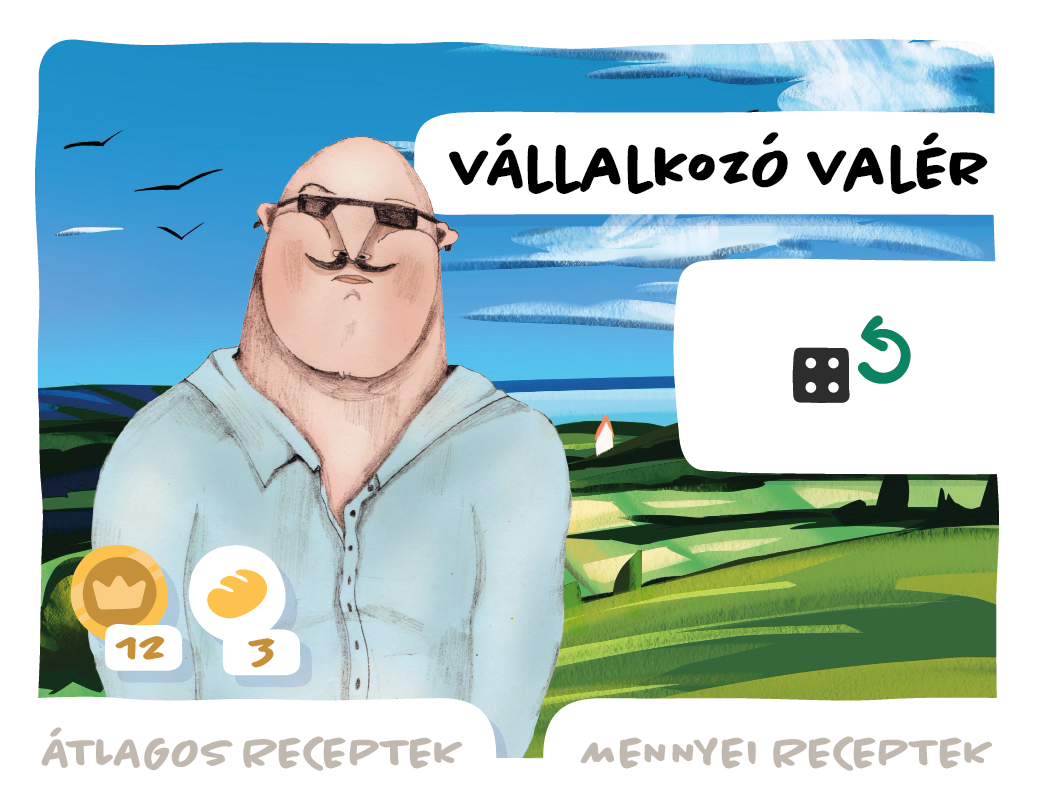 VÁLLALKOZÓ VALÉR
12
3
ÁTLAGOS RECEPTEK
MENNYEI RECEPTEK